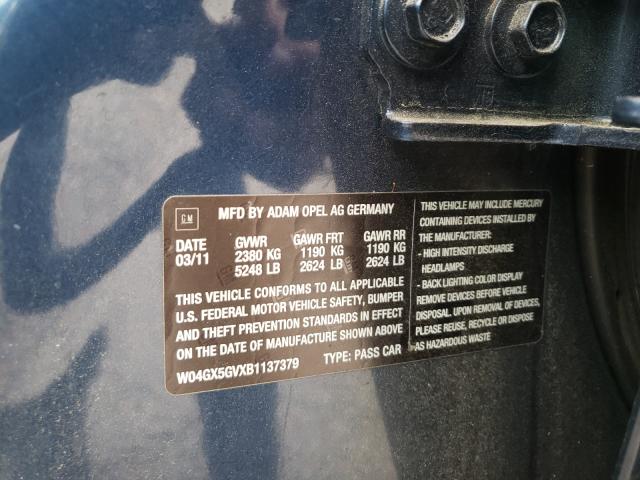 GM
MFD BY ADAM OPEL AG GERMANY
DATE GVWR GAWR FRT GAWR RR
03/11 2380 KG 1190 KG 1190 KG
5248 LB 2624 LB 2624 LB
THIS VEHICLE CONFORMS TO ALL APPLICABLE
U.S. FEDERAL MOTOR VEHICLE SAFETY, BUMPER
AND THEFT PREVENTION STANDARDS IN EFFECT
ON THE DATE OF MANUFACTURE SHOWN ABOVE
W04GX5GVXB1137379 TYPE: PASS CAR
THIS VEHICLE MAY INCLUDE MERCURY
CONTAINING DEVICES INSTALLED BY
THE MANUFACTURER:
- HIGH INTENSITY DISCHARGE
HEADLAMPS
- BACK LIGHTING COLOR DISPLAY
REMOVE DEVICES BEFORE VEHICLE
DISPOSAL. UPON REMOVAL OF DEVICES,
PLEASE REUSE, RECYCLE OR DISPOSE
AS HAZARDOUS WASTE